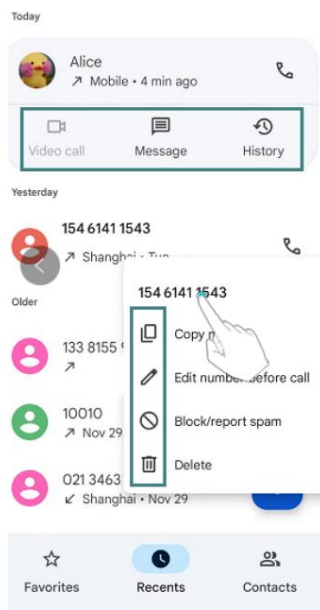 Today
Alice
Mobile • 4 min ago
Video call
Message
History
Yesterday
154 6141 1543
Shanghai • Tue
154 6141 1543
Older
Copy
133 8155
Edit number before call
10010
Nov 29
Block/report spam
021 3463
Delete
Shanghai • Nov 29
Favorites
Recents
Contacts